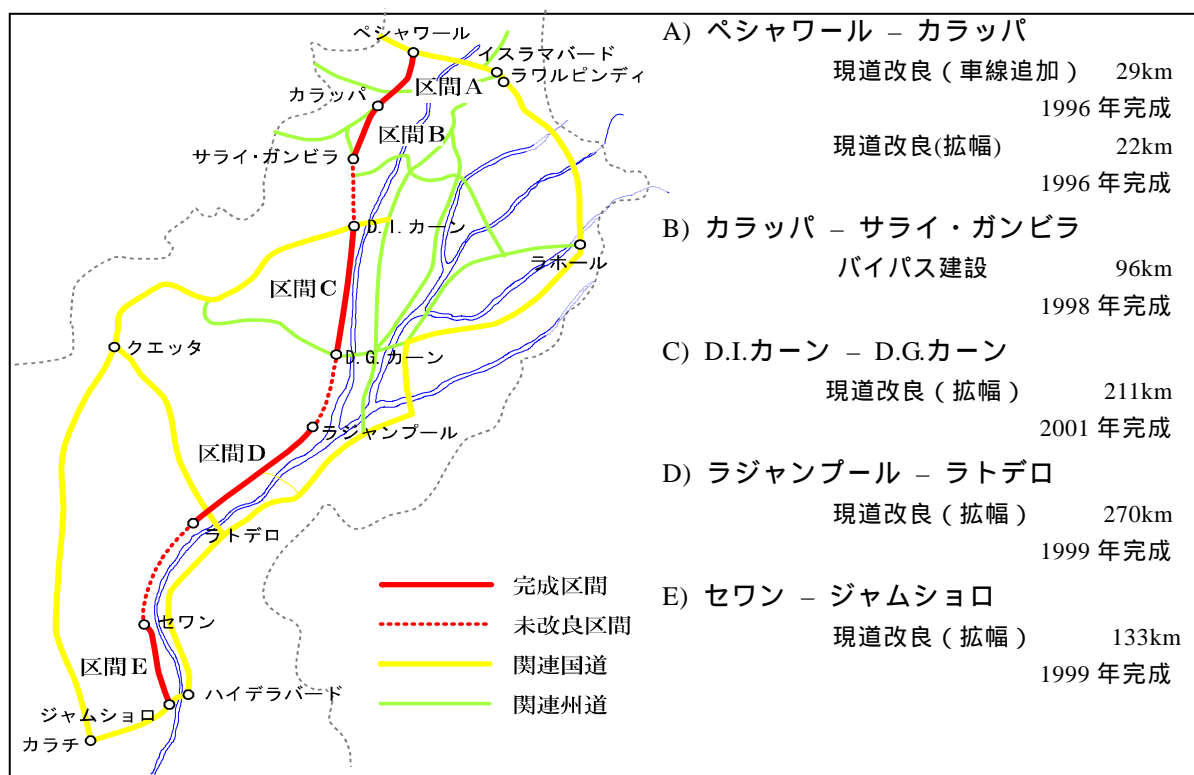 ペシャワール
イスラマバード
ラワルピンディ
区間A
カラッパ
区間B
サライ・ガンビラ
D.I.カーン
ラホール
区間C
クエッタ
D.G.カーン
ラジャンプール
区間D
ラトデロ
セワン
区間E
ハイデラバード
ジャムショロ
カラチ
完成区間
未改良区間
関連国道
関連州道
A) ペシャワール – カラッパ
現道改良（車線追加） 29km
1996 年完成
現道改良(拡幅) 22km
1996 年完成
B) カラッパ – サライ・ガンビラ
バイパス建設 96km
1998 年完成
C) D.I.カーン – D.G.カーン
現道改良（拡幅） 211km
2001 年完成
D) ラジャンプール – ラトデロ
現道改良（拡幅） 270km
1999 年完成
E) セワン – ジャムショロ
現道改良（拡幅） 133km
1999 年完成